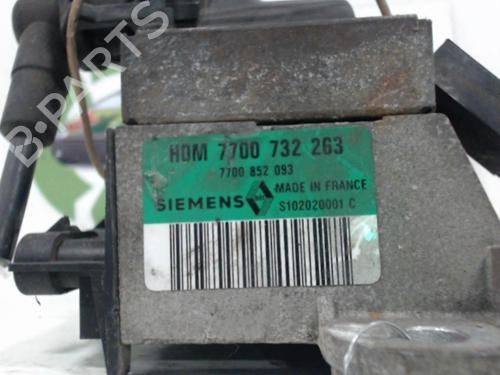 B-PARTS
HOM 7700 732 263
7700 852 093
SIEMENS
MADE IN FRANCE
S102020001 C